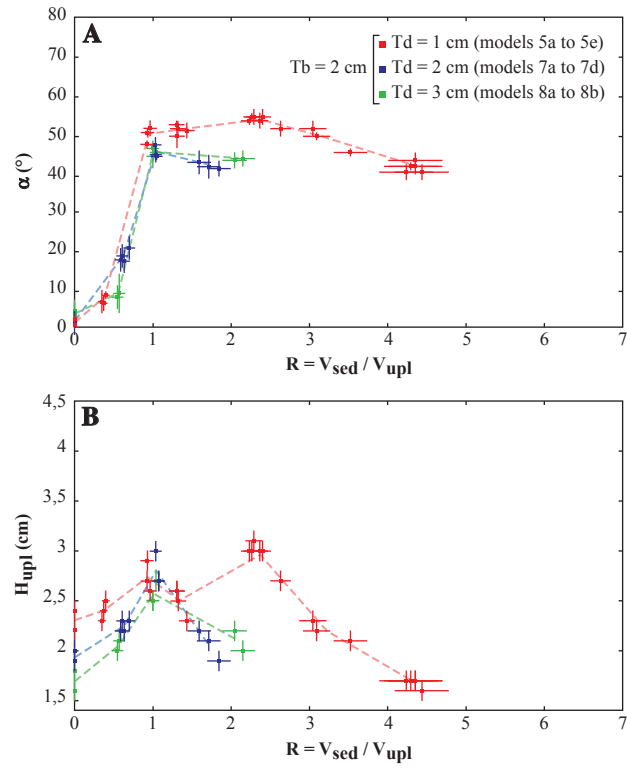 A
Tb = 2 cm
Td = 1 cm (models 5a to 5e)
Td = 2 cm (models 7a to 7d)
Td = 3 cm (models 8a to 8b)
80
70
60
50
40
30
20
10
0
α (°)
0 1 2 3 4 5 6 7
R = Vsed / Vupl
B
4,5
4
3,5
3
2,5
2
1,5
Hupl (cm)
0 1 2 3 4 5 6 7
R = Vsed / Vupl